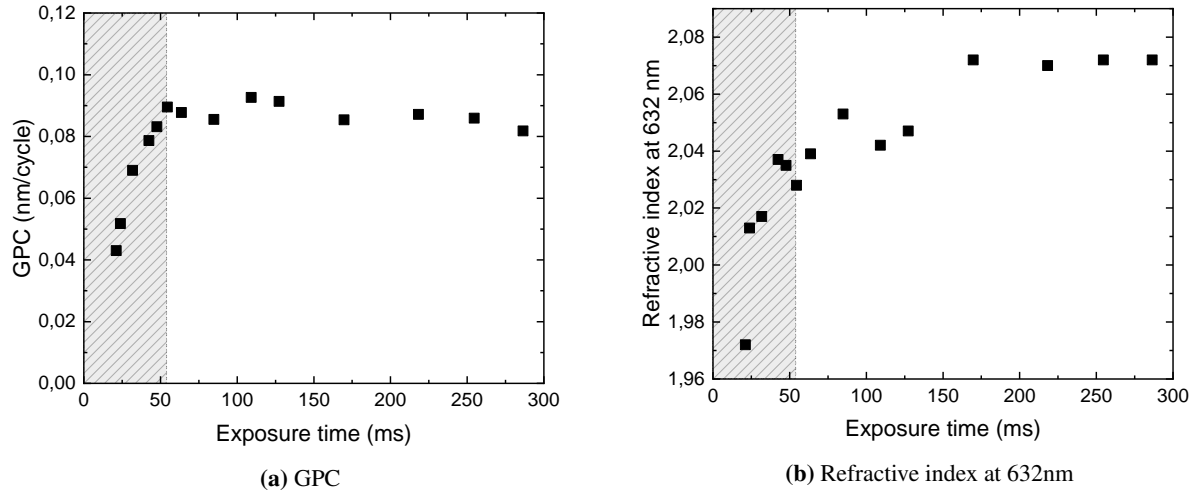 0,12
0,10
0,08
0,06
0,04
0,02
0,00
GPC (nm/cycle)
0 50 100 150 200 250 300
Exposure time (ms)
(a) GPC
2,08
2,06
2,04
2,02
2,00
1,98
1,96
Refractive index at 632 nm
0 50 100 150 200 250 300
Exposure time (ms)
(b) Refractive index at 632nm